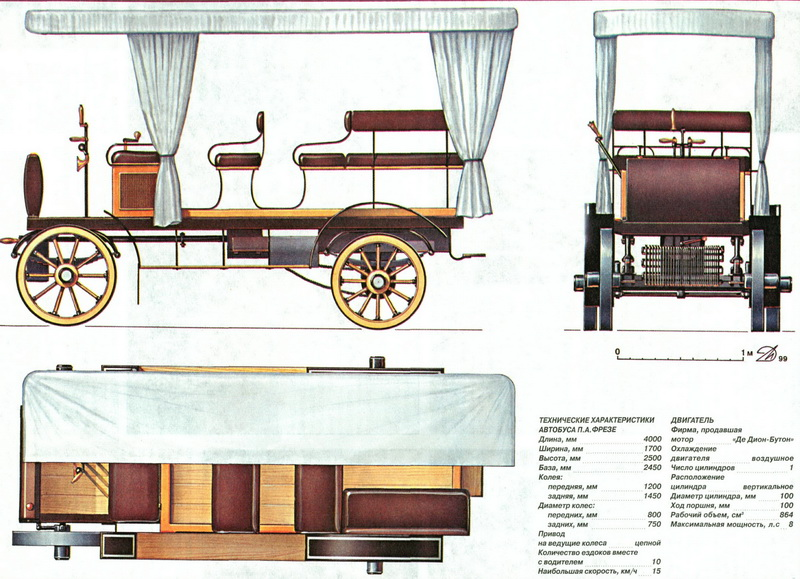 0 1 м 99
ТЕХНИЧЕСКИЕ ХАРАКТЕРИСТИКИ
АВТОБУСА П.А.ФРЕЗЕ
Длина, мм 4000
Ширина, мм 1700
Высота, мм 2500
База, мм 2450
Колея:
передняя, мм 1200
задняя, мм 1450
Диаметр колес:
передних, мм 800
задних, мм 750
Привод
на ведущие колеса цепной
Количество ездоков вместе
с водителем 10
Наибольшая скорость, км/ч 15
ДВИГАТЕЛЬ
Фирма, продавшая
мотор «Де Дион-Бутон»
Охлаждение
двигателя воздушное
Число цилиндров 1
Расположение
цилиндра вертикальное
Диаметр цилиндра, мм 100
Ход поршня, мм 100
Рабочий объем, см³ 864
Максимальная мощность, л.с 8